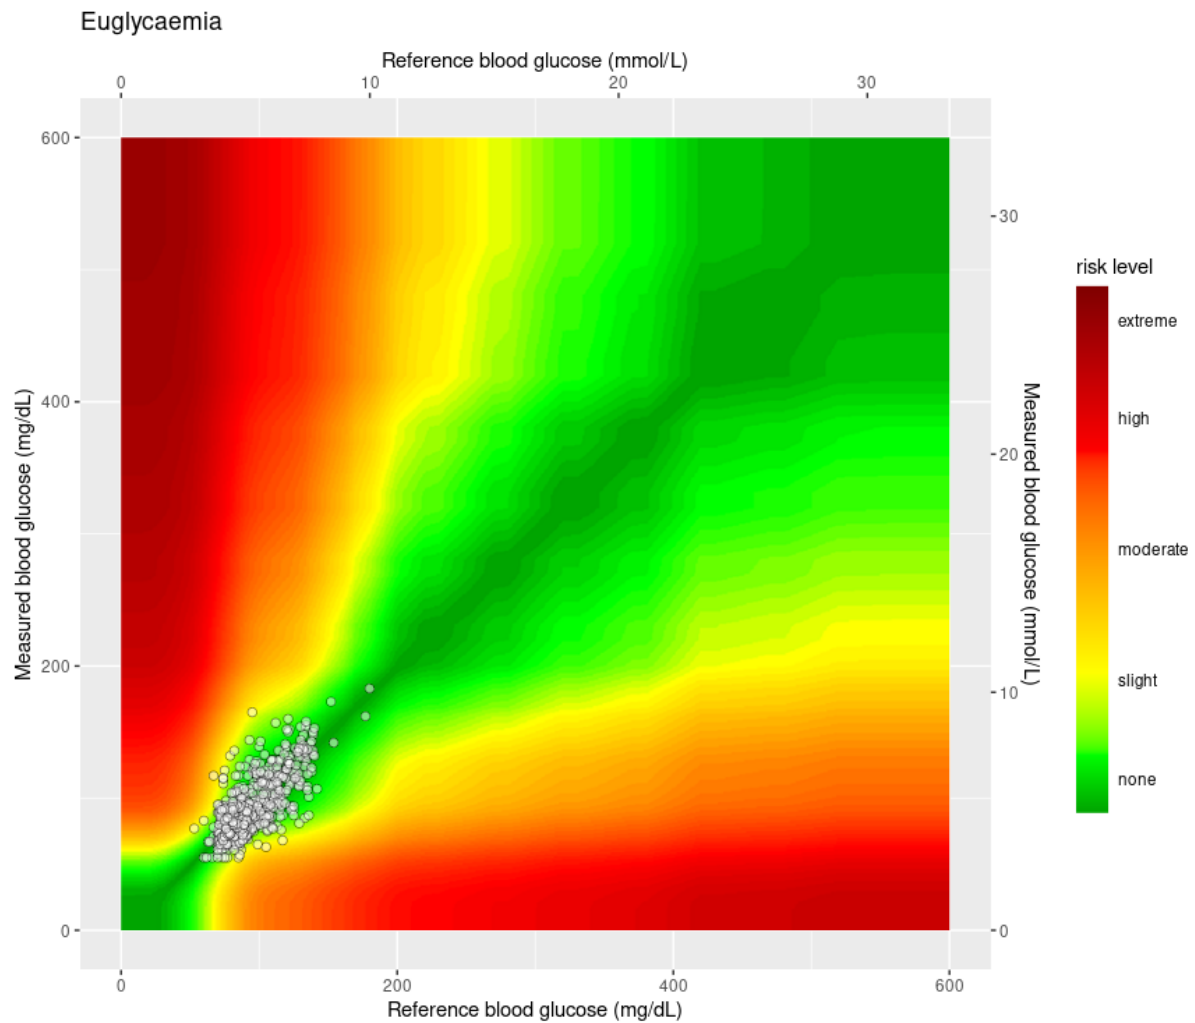 Euglycaemia
Reference blood glucose (mmol/L)
0 10 20 30
600
400
200
0
Measured blood glucose (mg/dL)
30
20
10
0
Measured blood glucose (mmol/L)
risk level
extreme
high
moderate
slight
none
0 200 400 600
Reference blood glucose (mg/dL)